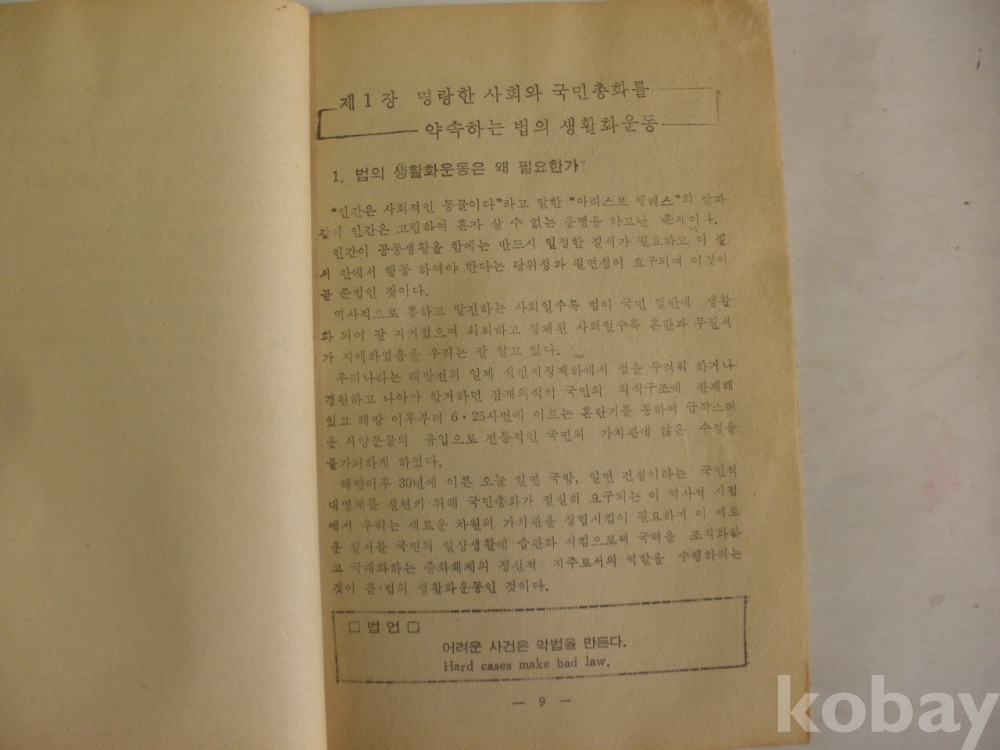 제 1 장 명랑한 사회와 국민총화를
약속하는 법의 생활화운동
1. 법의 생활화운동은 왜 필요한가?
“인간은 사회적인 동물이다”라고 말한 “아리스토텔레스”의 말과
같이 인간은 고립하여 혼자 살 수 없는 운명을 타고난 존재이다.
인간이 공동생활을 함에는 반드시 일정한 질서가 필요하고 이 질
서 안에서 행동 하여야 한다는 당위성과 필연성이 요구되며 이것이
곧 준법인 것이다.
역사적으로 흥하고 발전하는 사회일수록 법이 국민 일반에 생활
화 되어 잘 지켜졌으며 쇠퇴하고 정체된 사회일수록 혼란과 무질서
가 지배하였음을 우리는 잘 알고 있다.
우리나라는 해방전의 일제 식민지정책하에서 법을 두려워 하거나
경원하고 나아가 항거하면 잠재의식이 국민의 의식구조에 잔재해
있고 해방 이후부터 6·25사변에 이르는 혼란기를 통하여 급작스러
운 서양문물의 유입으로 전통적인 국민의 가치관에 많은 수정을
불가피하게 하였다.
해방이후 30년에 이른 오늘 일면 국방, 일면 건설이라는 국민적
대명제를 실현키 위해 국민총화가 절실히 요구되는 이 역사적 시점
에서 우리는 새로운 차원의 가치관을 정립시킴이 필요하며 이 새로
운 질서를 국민의 일상생활에 습관화 시킴으로써 국력을 조직화하
고 극대화하는 총화체제의 정신적 지주로서의 역할을 수행하려는
것이 곧·법의 생활화운동인 것이다.
□ 법 언 □
어려운 사건은 악법을 만든다.
Hard cases make bad law.
— 9 —
kobay